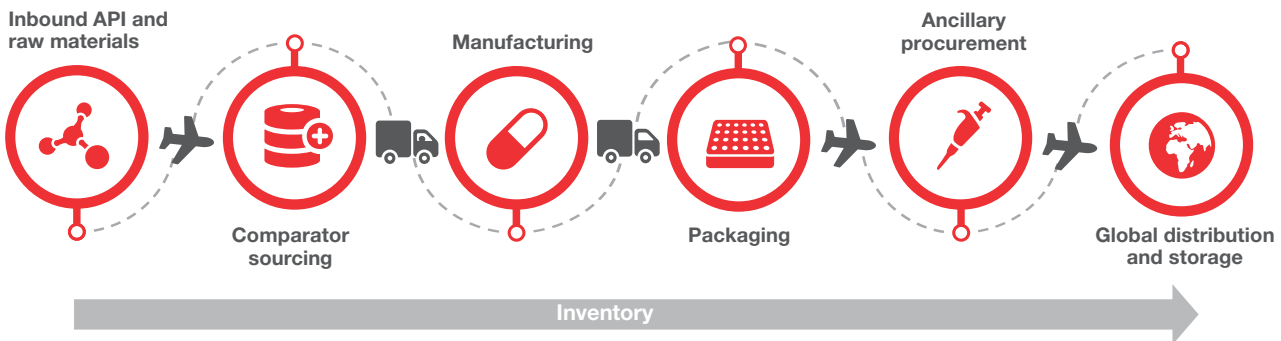 Inbound API and
raw materials
Comparator
sourcing
Manufacturing
Packaging
Ancillary
procurement
Global distribution
and storage
Inventory